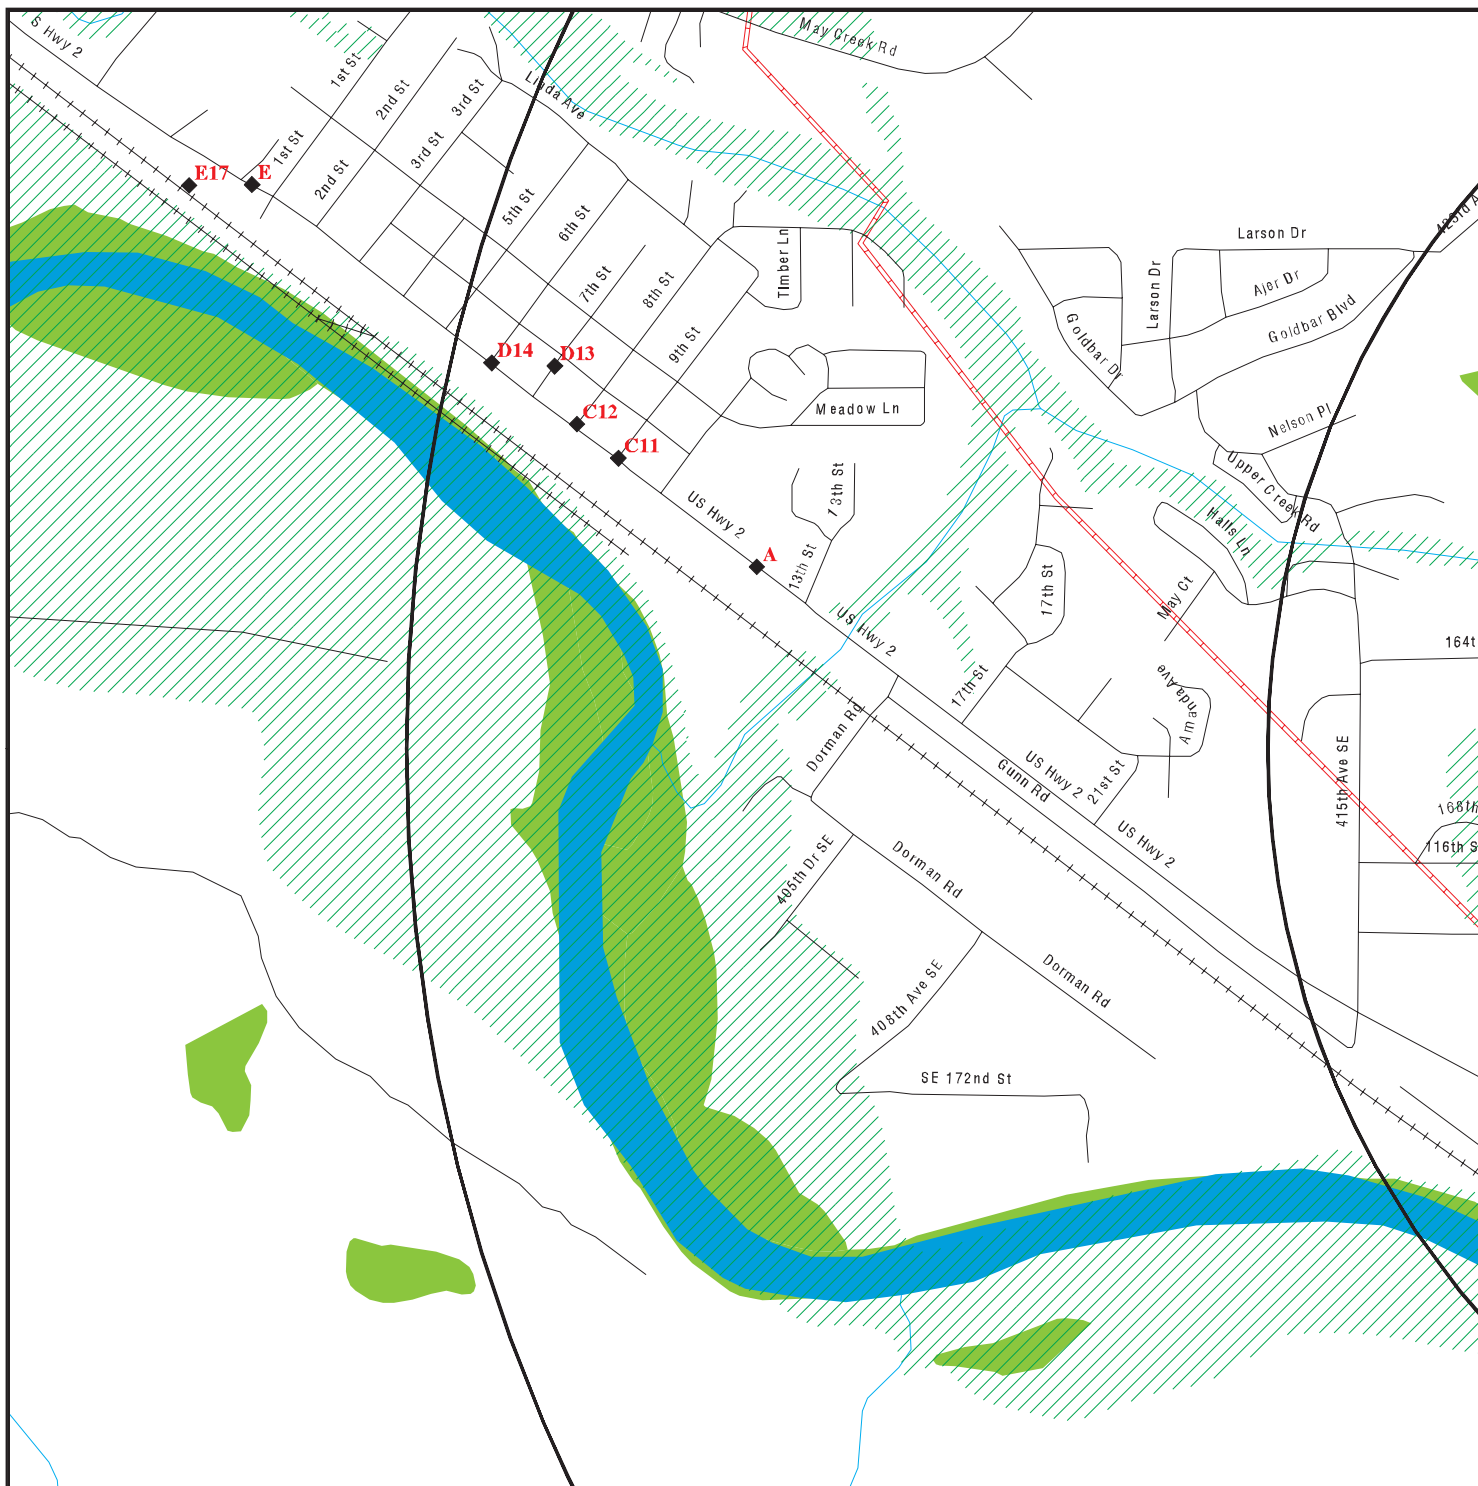 S Hwy 2
May Creek Rd
1st St
2nd St
3rd St
Linda Ave
1st St
2nd St
3rd St
E17
E
5th St
6th St
7th St
8th St
9th St
Timber Ln
423rd A
Larson Dr
Larson Dr
Ajer Dr
Goldbar Blvd
Goldbar Dr
D14
D13
C12
C11
Meadow Ln
Nelson Pl
Upper Creek Rd
Halls Ln
US Hwy 2
13th St
A
13th St
US Hwy 2
17th St
May Ct
164t
17th St
Amanda Ave
Dorman Rd
US Hwy 2
Gunn Rd
21st St
US Hwy 2
415th Ave SE
168th
116th S
405th Dr SE
Dorman Rd
408th Ave SE
Dorman Rd
SE 172nd St